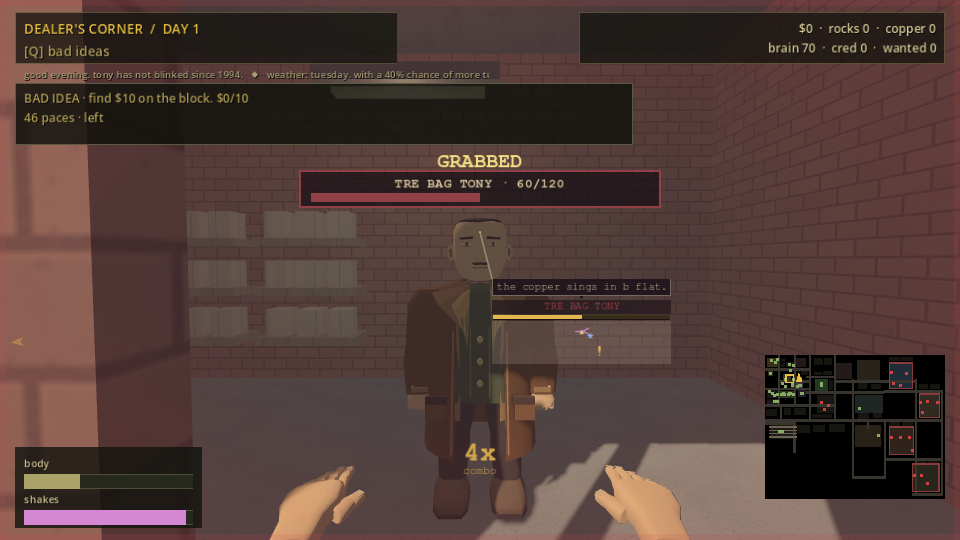 DEALER'S CORNER / DAY 1
[Q] bad ideas
$0 · rocks 0 · copper 0
brain 70 · cred 0 · wanted 0
good evening. tony has not blinked since 1994. ◆ weather: tuesday. with a 40% chance of more
BAD IDEA · find $10 on the block. $0/10
46 paces · left
GRABBED
TRE BAG TONY · 60/120
the copper sings in b flat.
TRE BAG TONY
!
4x
combo
body
shakes